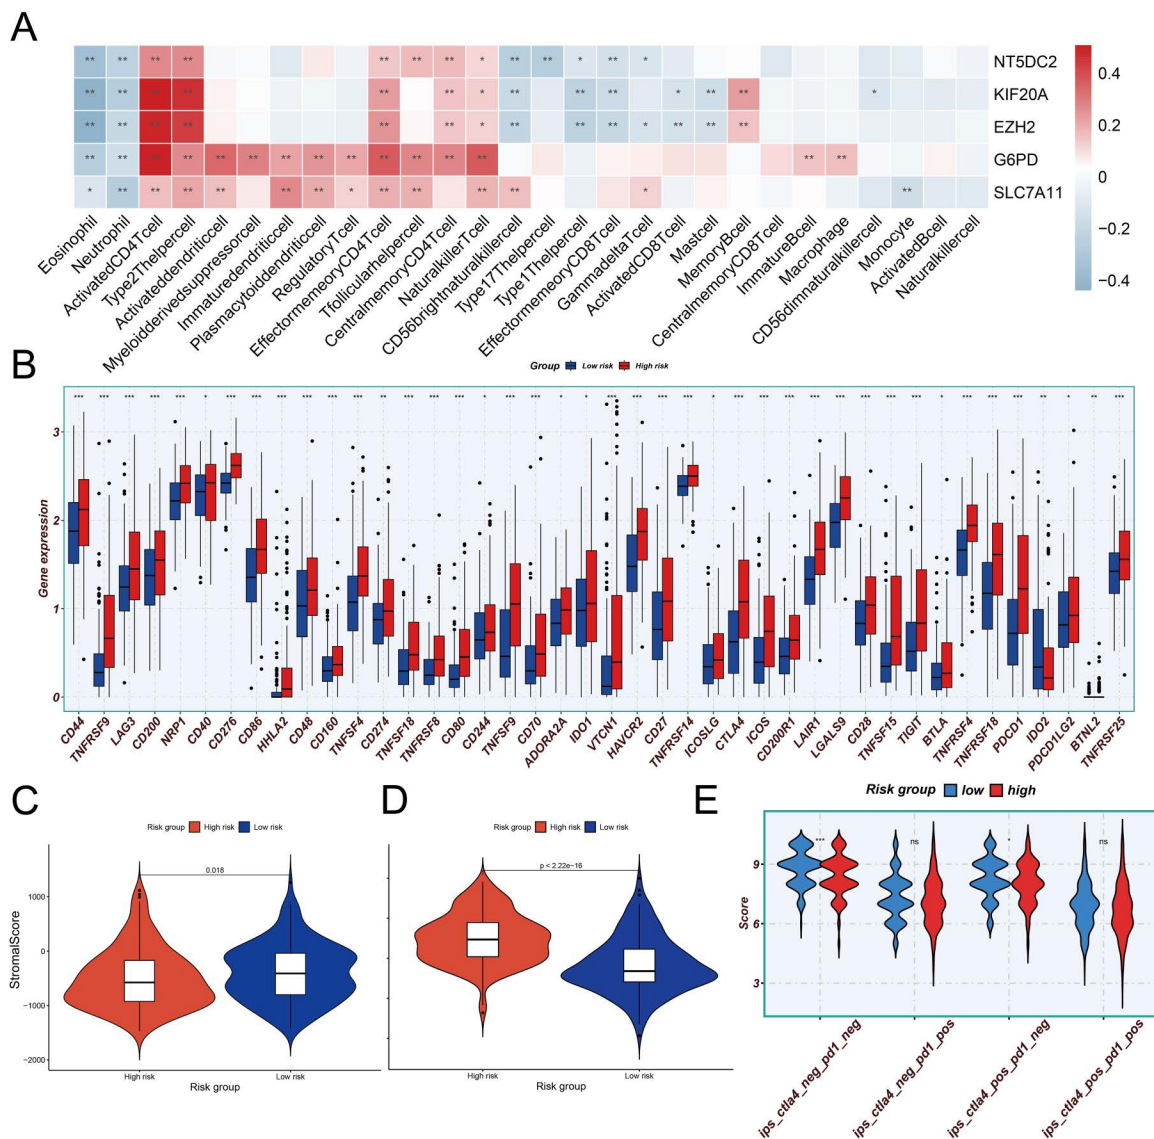 A
** ** ** ** ** ** ** * ** ** * ** * NT5DC2
** ** ** ** ** ** * ** ** ** * ** ** * KIF20A
** ** ** ** ** ** * ** ** ** * ** ** ** EZH2
** ** ** ** ** ** ** ** ** ** ** ** ** ** ** G6PD
* ** ** ** ** ** ** * ** ** ** ** * ** SLC7A11
0.4
0.2
0
−0.2
−0.4
Eosinophil
Neutrophil
ActivatedCD4Tcell
Type2Thelpercell
Activateddendriticcell
Myeloidderivedsuppressorcell
Immaturedendriticcell
Plasmacytoiddendriticcell
RegulatoryTcell
EffectormemoryCD4Tcell
Tfollicularhelpercell
CentralmemoryCD4Tcell
NaturalkillerTcell
CD56brightnaturalkillercell
Type17Thelpercell
Type1Thelpercell
EffectormemeoryCD8Tcell
GammadeltaTcell
ActivatedCD8Tcell
Mastcell
MemoryBcell
CentralmemoryCD8Tcell
ImmatureBcell
Macrophage
CD56dimnaturalkillercell
Monocyte
ActivatedBcell
Naturalkillercell
B
Group Low risk High risk
*** *** *** *** *** * *** *** *** *** *** *** ** *** *** *** * *** *** * * *** *** *** *** * *** *** *** *** *** *** *** *** * *** *** *** ** * ** ***
Gene expression
3
2
1
0
CD44
TNFRSF9
LAG3
CD200
NRP1
CD40
CD276
CD86
HHLA2
CD48
CD160
TNFSF4
CD274
TNFSF18
TNFRSF8
CD80
CD244
TNFSF9
CD70
ADORA2A
IDO1
VTCN1
HAVCR2
CD27
TNFRSF14
ICOSLG
CTLA4
ICOS
CD200R1
LAIR1
LGALS9
CD28
TNFSF15
TIGIT
BTLA
TNFRSF4
TNFRSF18
PDCD1
IDO2
PDCD1LG2
BTNL2
TNFRSF25
C
Risk group High risk Low risk
0.018
StromalScore
1000
0
−1000
−2000
High risk Low risk
Risk group
D
Risk group High risk Low risk
p < 2.22e−16
High risk Low risk
Risk group
E
Risk group low high
*** ns * ns
Score
9
6
3
ips_ctla4_neg_pd1_neg
ips_ctla4_neg_pd1_pos
ips_ctla4_pos_pd1_neg
ips_ctla4_pos_pd1_pos